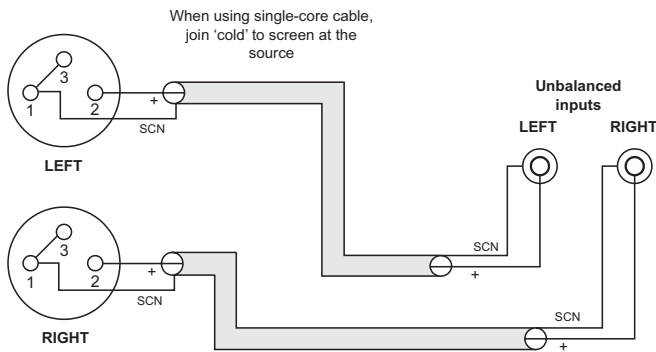 When using single-core cable,
join ‘cold’ to screen at the
source
3
1
2
+
SCN
LEFT
Unbalanced
inputs
LEFT
RIGHT
3
1
2
+
SCN
RIGHT
SCN
+
SCN
+